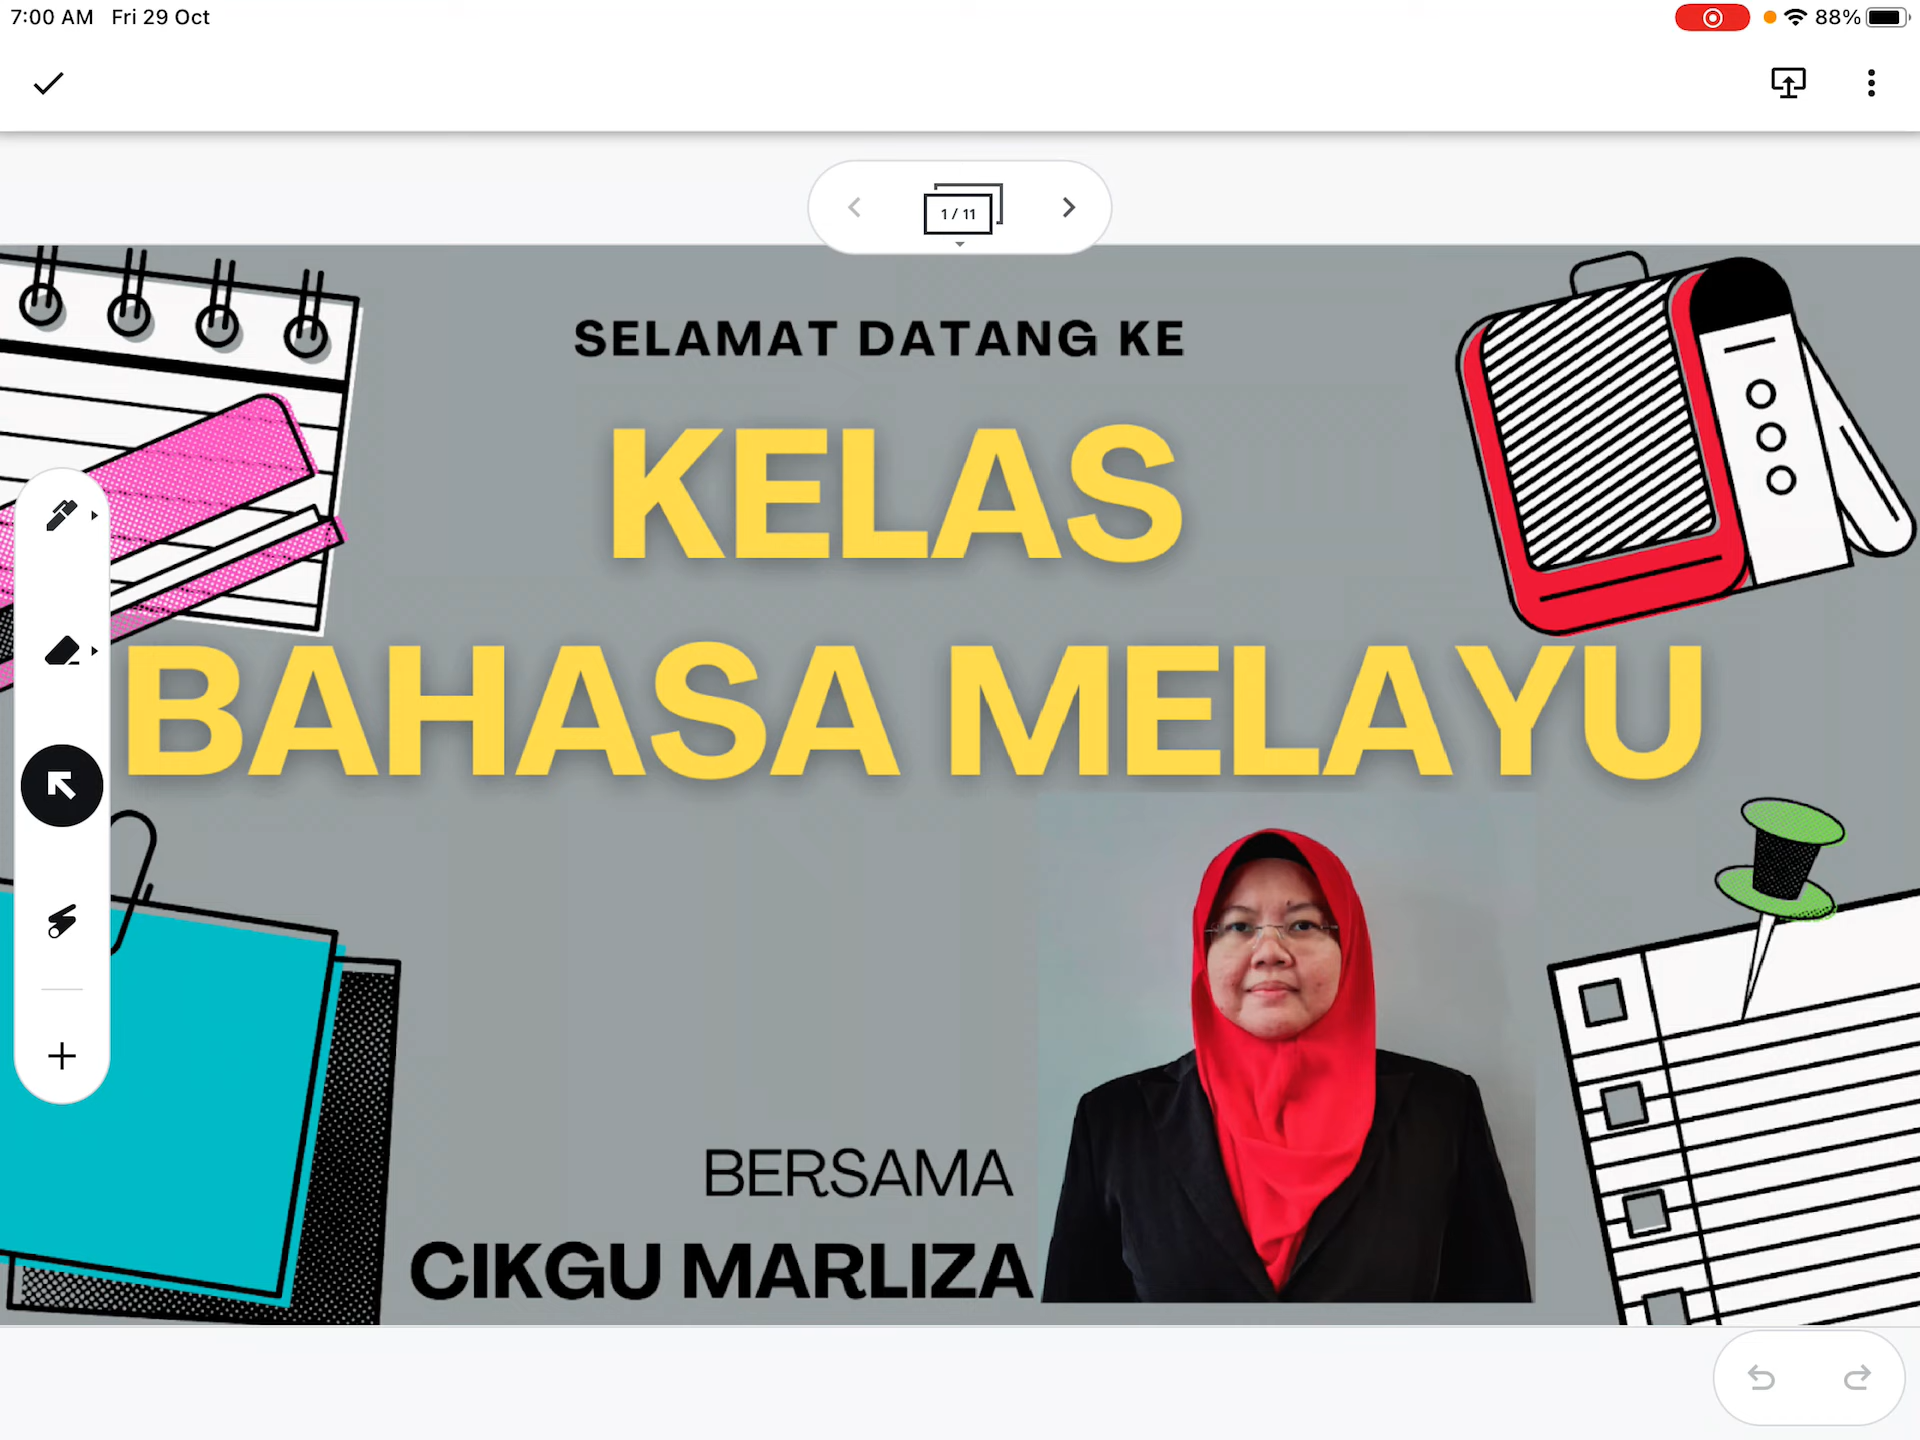 7:00 AM Fri 29 Oct
88%
1 / 11
SELAMAT DATANG KE
KELAS
BAHASA MELAYU
BERSAMA
CIKGU MARLIZA